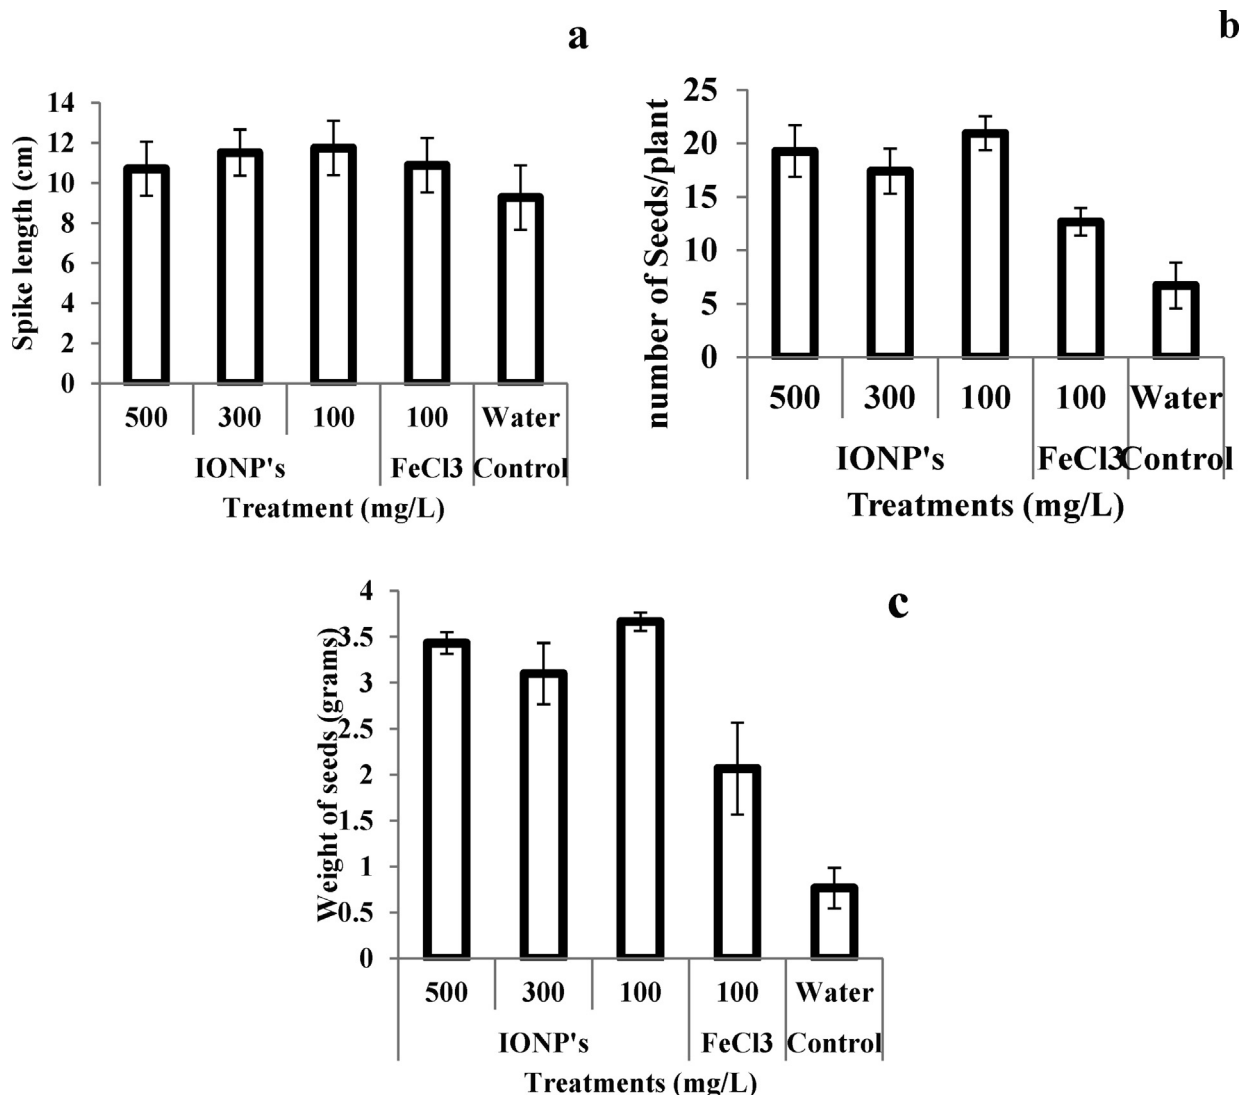 a
Spike length (cm)
14
12
10
8
6
4
2
0
500 300 100 100 Water
IONP's FeCl3 Control
Treatment (mg/L)
b
number of Seeds/plant
25
20
15
10
5
0
500 300 100 100 Water
IONP's FeCl3 Control
Treatments (mg/L)
c
Weight of seeds (grams)
4
3.5
3
2.5
2
1.5
1
0.5
0
500 300 100 100 Water
IONP's FeCl3 Control
Treatments (mg/L)